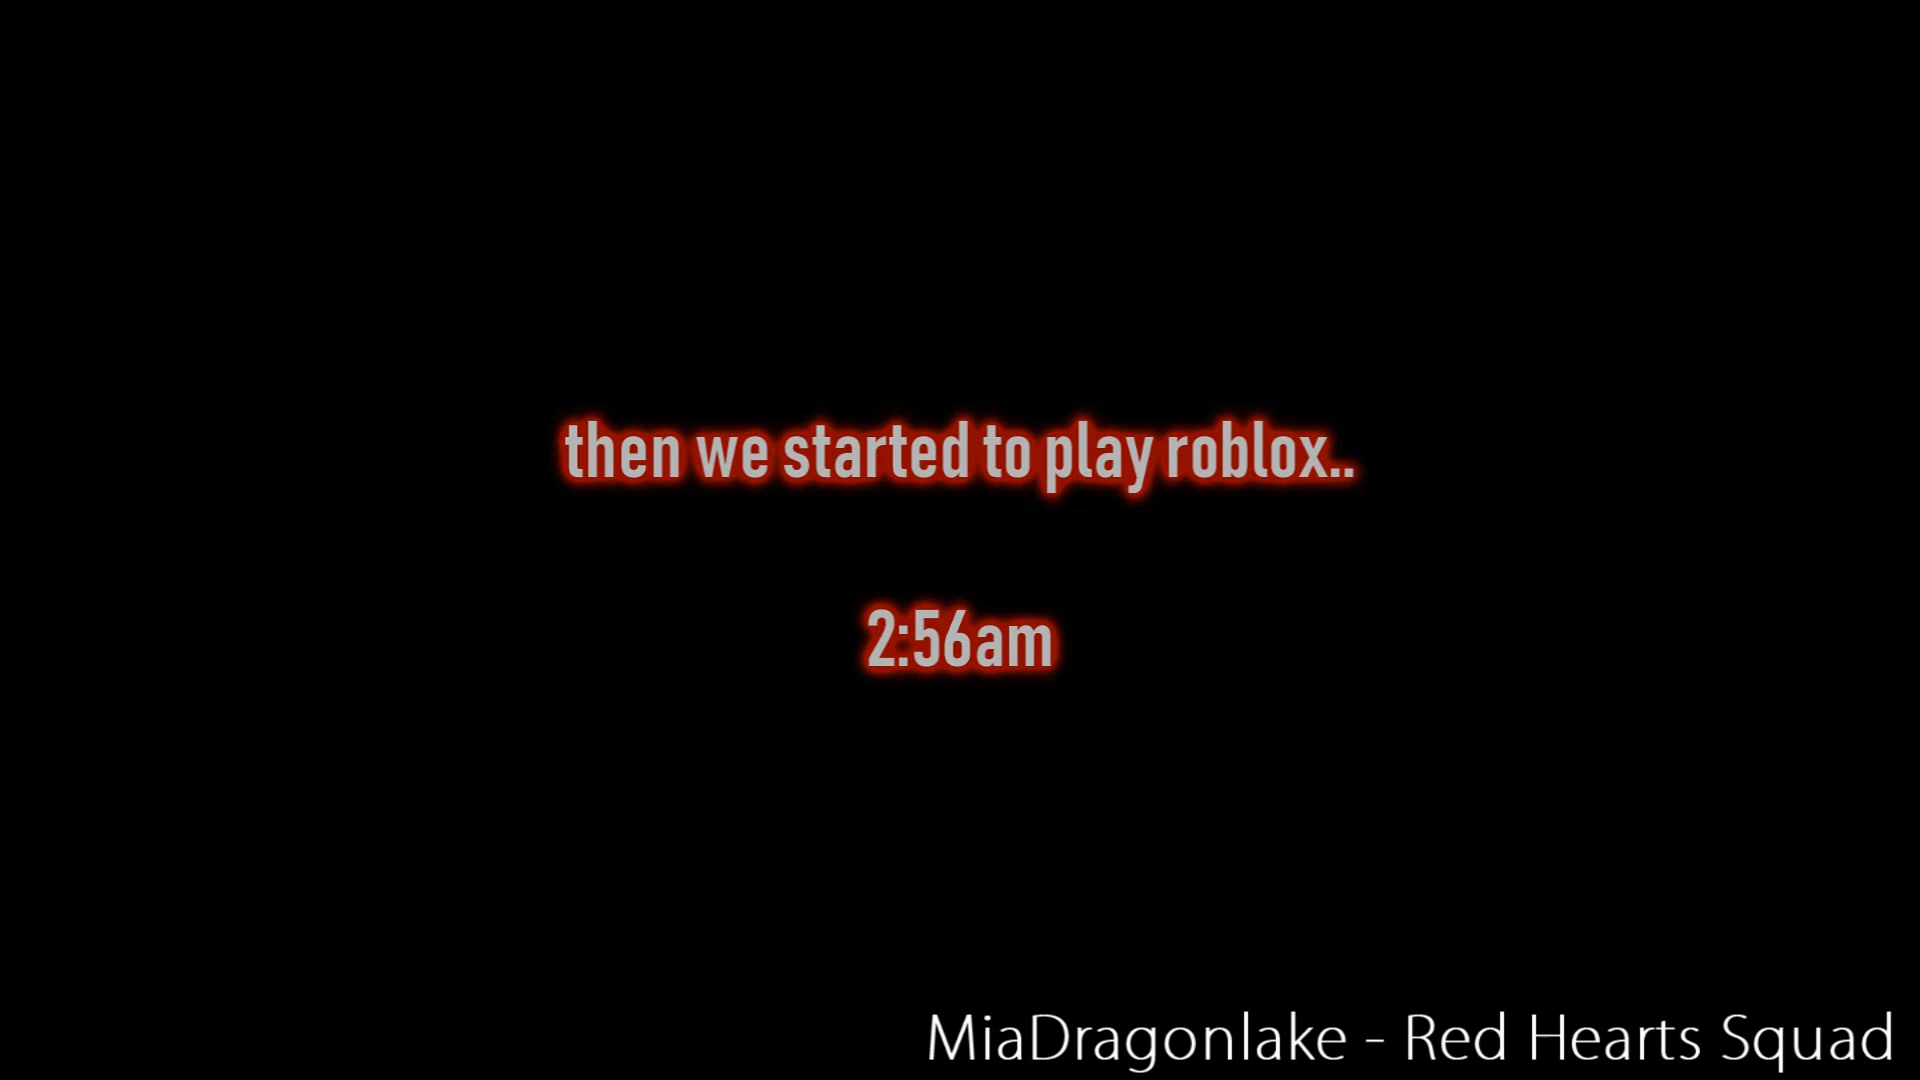 then we started to play roblox..
2:56am
MiaDragonlake - Red Hearts Squad